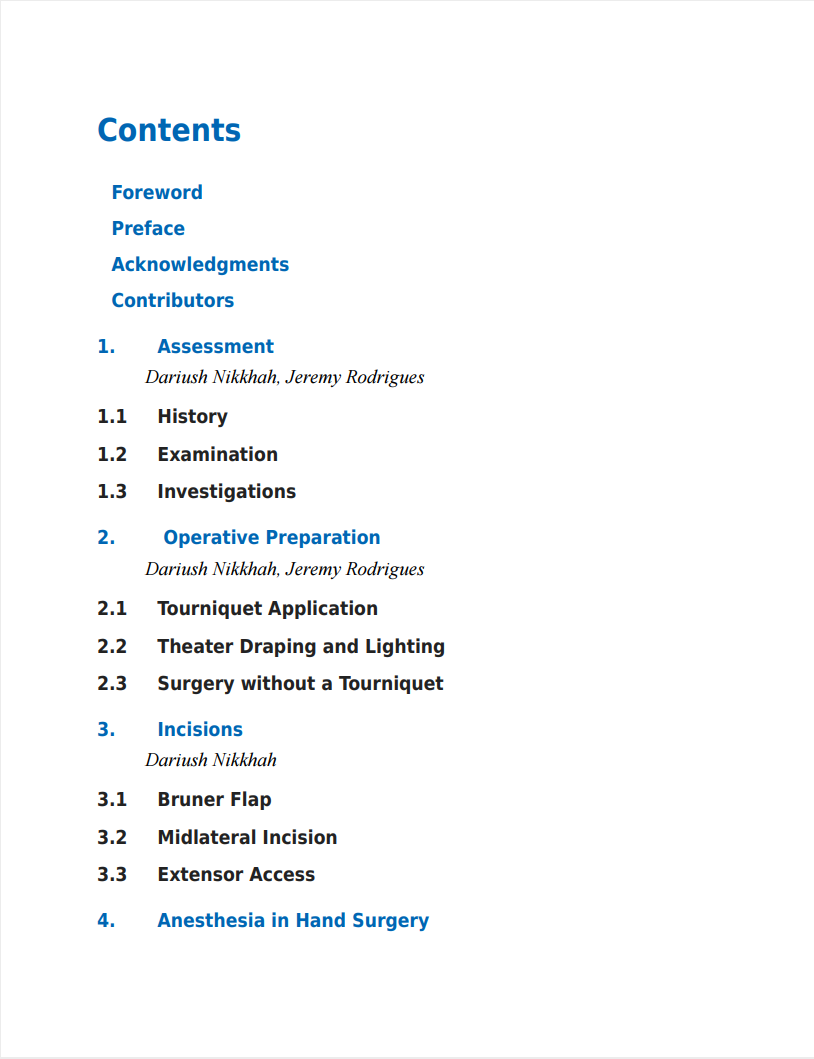 Contents
Foreword
Preface
Acknowledgments
Contributors
1. Assessment
Dariush Nikkhah, Jeremy Rodrigues
1.1 History
1.2 Examination
1.3 Investigations
2. Operative Preparation
Dariush Nikkhah, Jeremy Rodrigues
2.1 Tourniquet Application
2.2 Theater Draping and Lighting
2.3 Surgery without a Tourniquet
3. Incisions
Dariush Nikkhah
3.1 Bruner Flap
3.2 Midlateral Incision
3.3 Extensor Access
4. Anesthesia in Hand Surgery